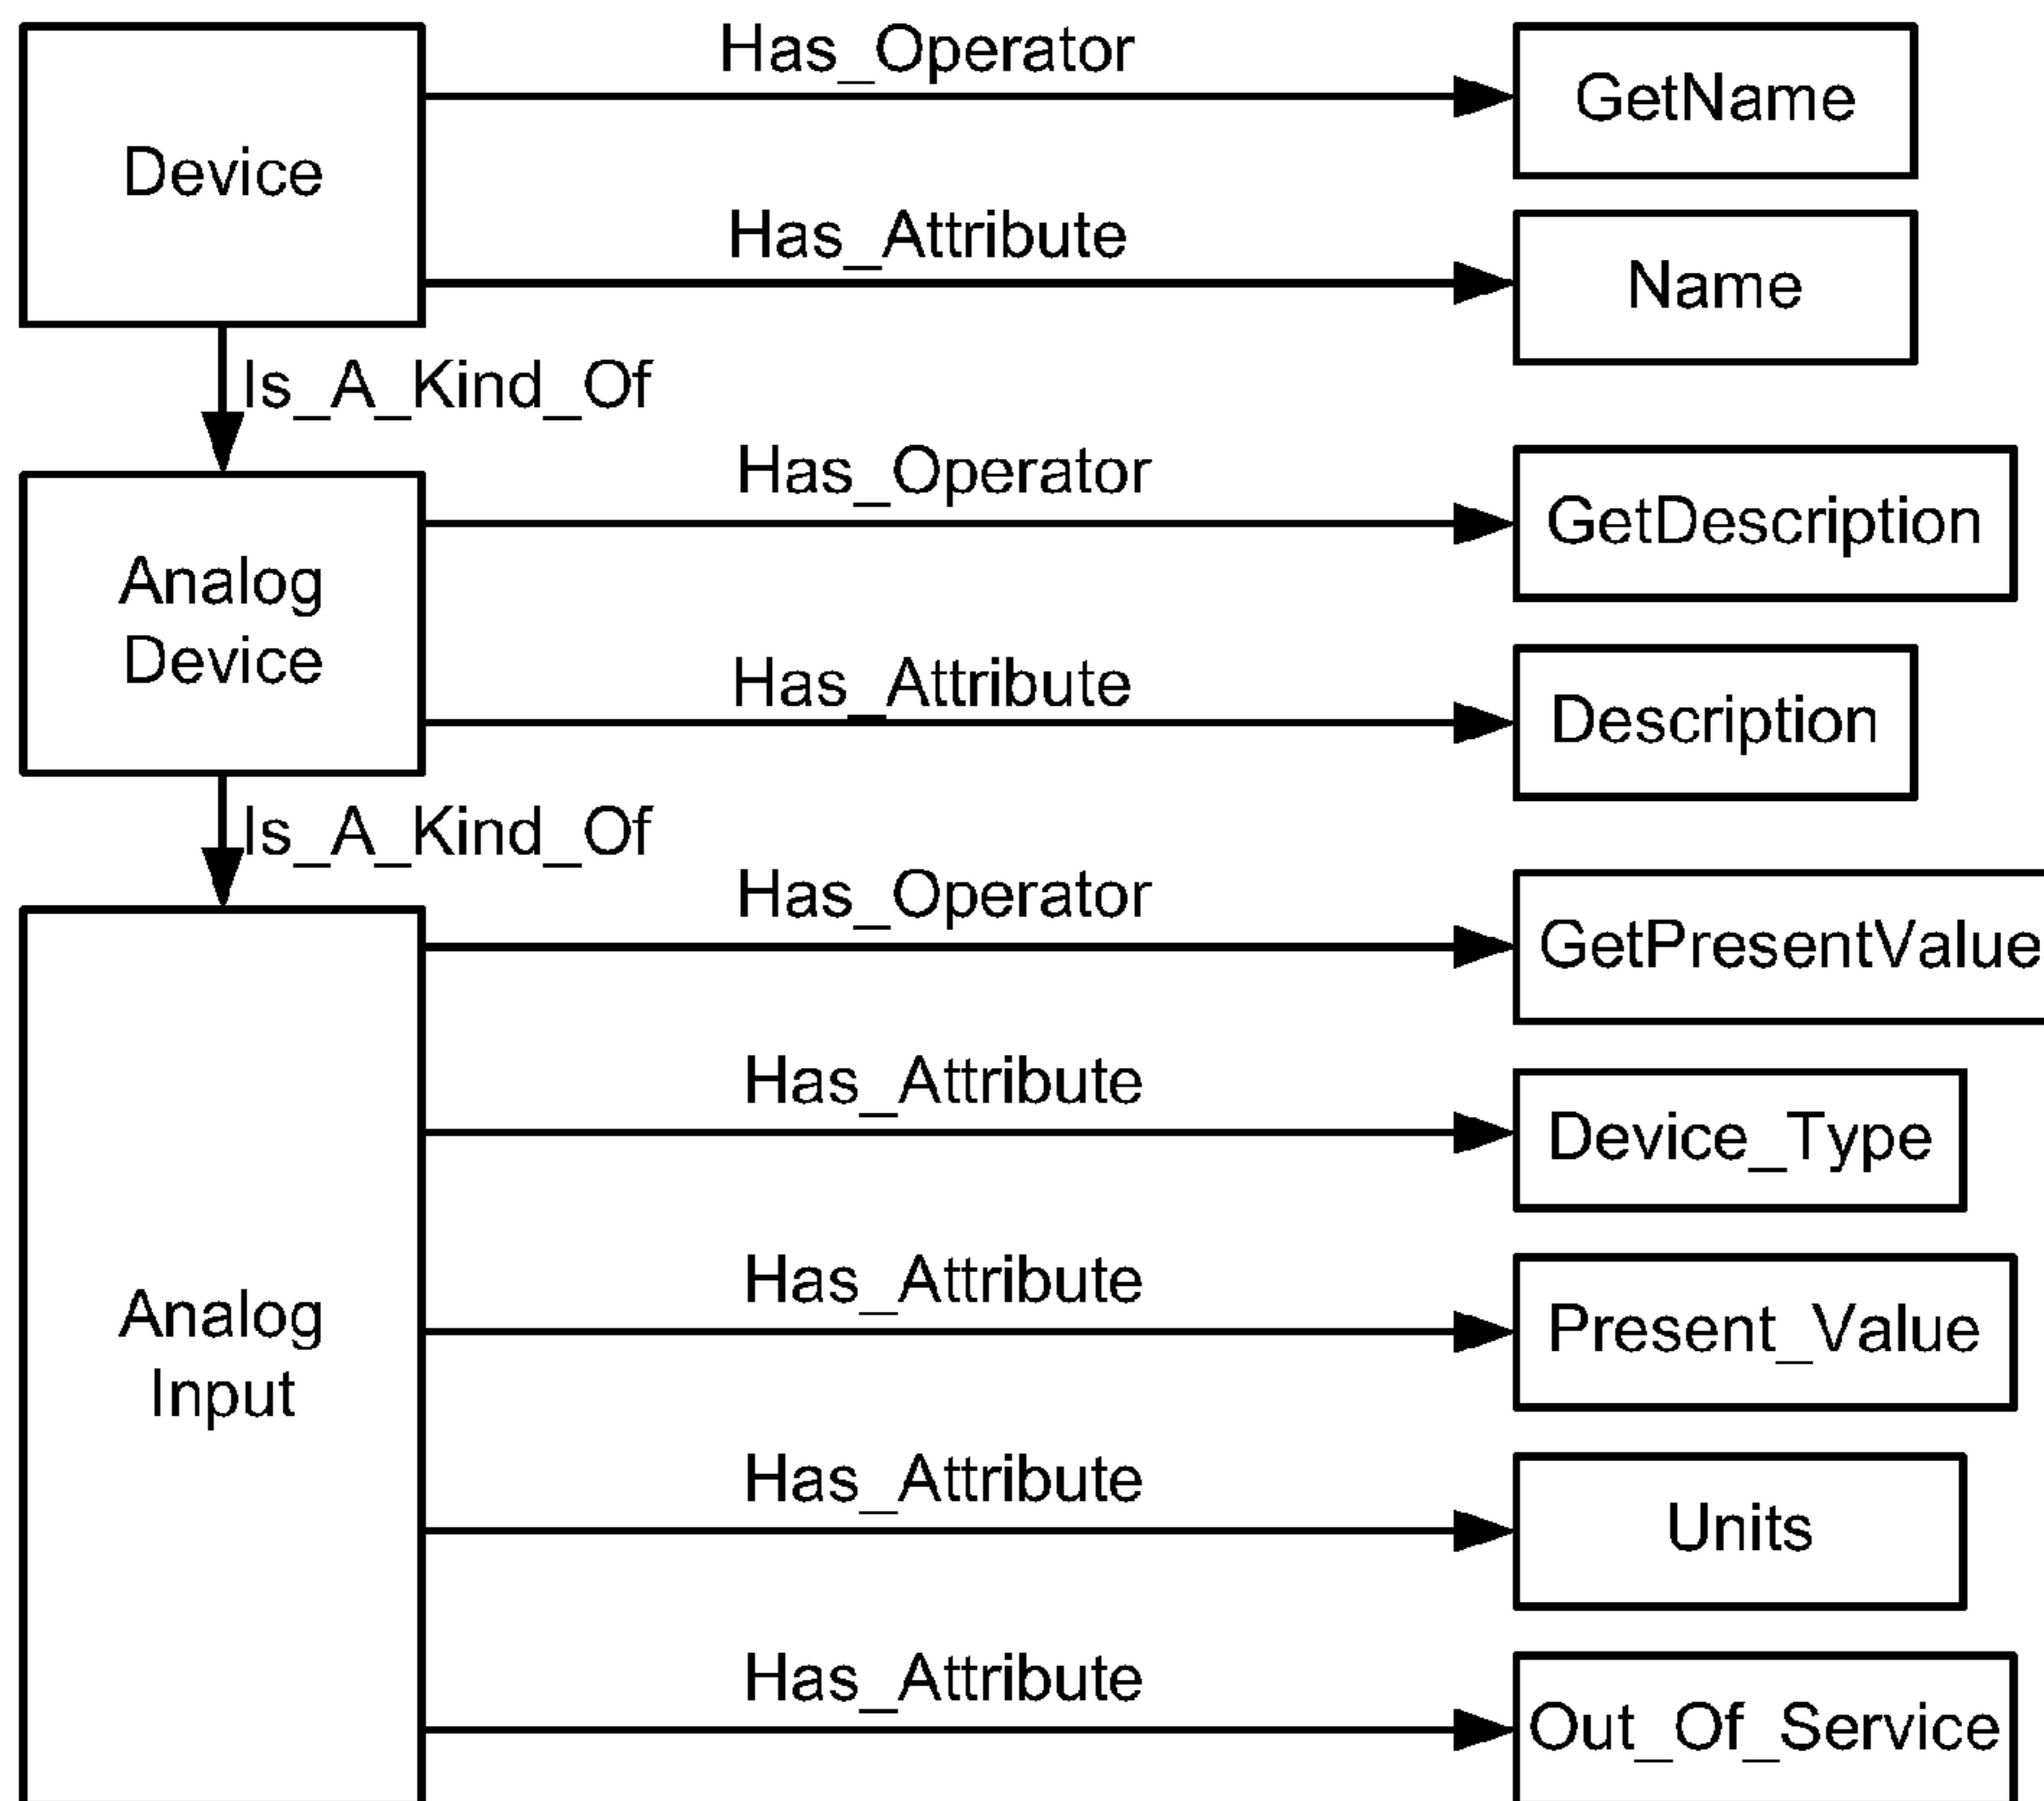 Has_Operator
GetName
Device
Has_Attribute
Name
Is_A_Kind_Of
Has_Operator
GetDescription
Analog
Device
Has_Attribute
Description
Is_A_Kind_Of
Has_Operator
GetPresentValue
Has_Attribute
Device_Type
Has_Attribute
Present_Value
Analog
Input
Has_Attribute
Units
Has_Attribute
Out_Of_Service